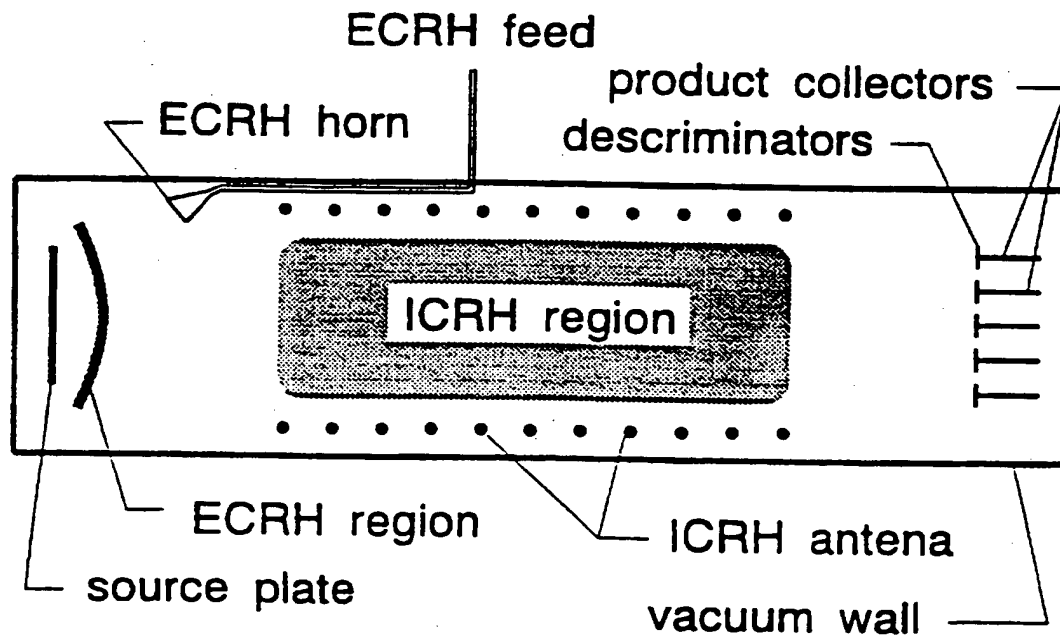 ECRH feed
product collectors
ECRH horn
descriminators
ICRH region
ECRH region
ICRH antena
source plate
vacuum wall